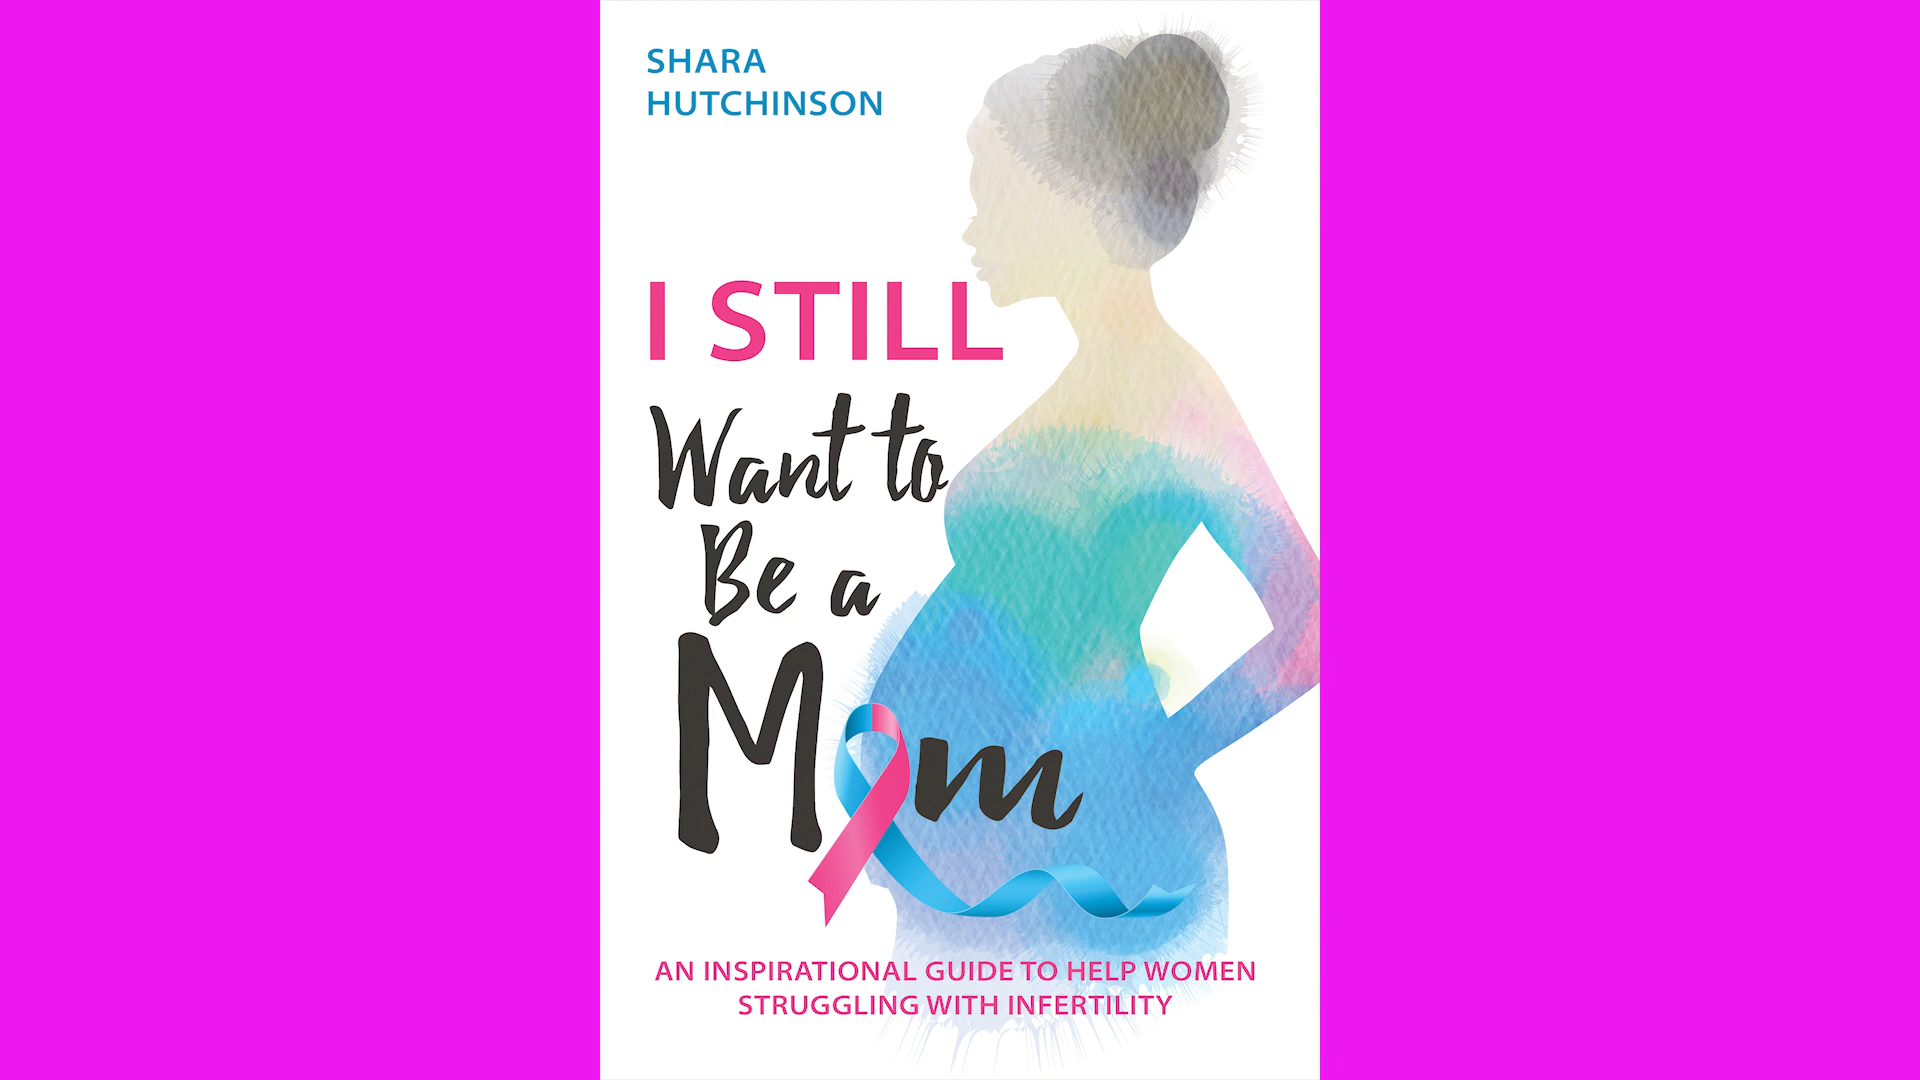 SHARA
HUTCHINSON
I STILL
Want to
Be a
Mom
AN INSPIRATIONAL GUIDE TO HELP WOMEN
STRUGGLING WITH INFERTILITY